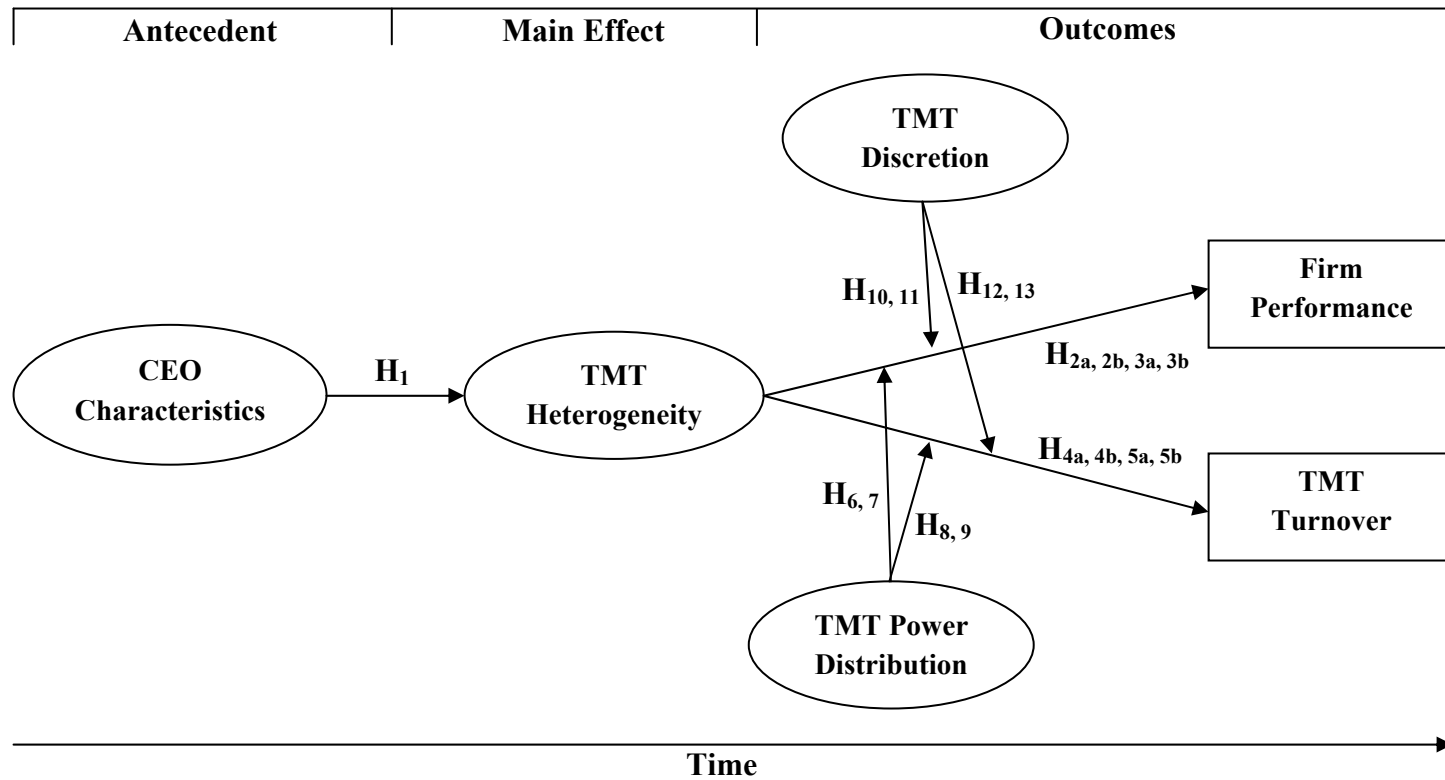 Antecedent
Main Effect
Outcomes
TMT
Discretion
H10, 11
H12, 13
Firm
Performance
H2a, 2b, 3a, 3b
CEO
Characteristics
H1
TMT
Heterogeneity
H4a, 4b, 5a, 5b
TMT
Turnover
H6, 7
H8, 9
TMT Power
Distribution
Time